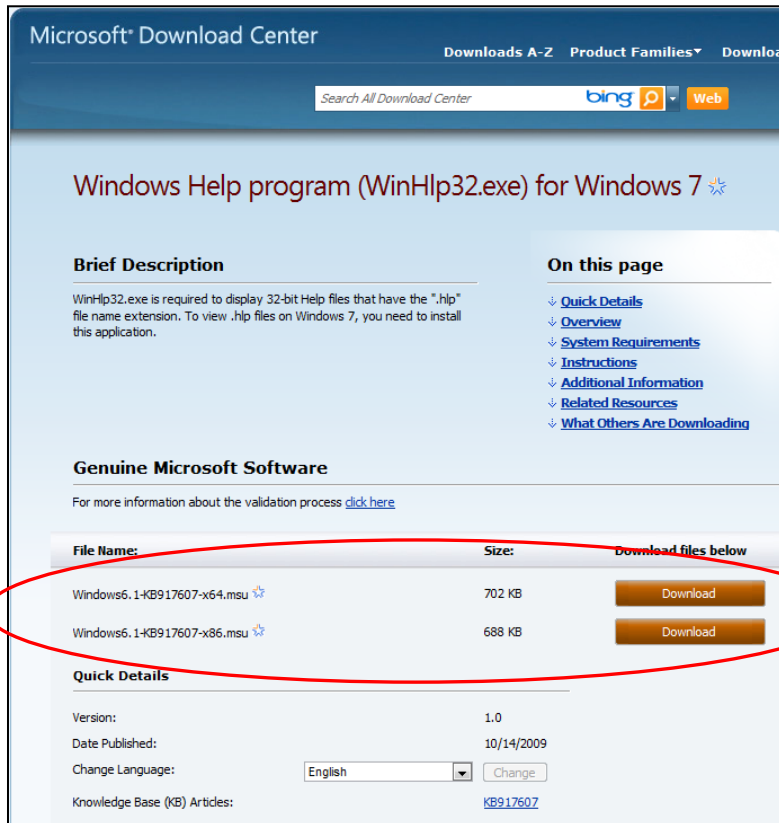 Microsoft® Download Center
Downloads A-Z Product Families
Search All Download Center bing Web
Windows Help program (WinHlp32.exe) for Windows 7
Brief Description
WinHlp32.exe is required to display 32-bit Help files that have the ".hlp"
file name extension. To view .hlp files on Windows 7, you need to install
this application.
On this page
Quick Details
Overview
System Requirements
Instructions
Additional Information
Related Resources
What Others Are Downloading
Genuine Microsoft Software
For more information about the validation process click here
File Name: Size: Download files below
Windows6.1-KB917607-x64.msu 702 KB Download
Windows6.1-KB917607-x86.msu 688 KB Download
Quick Details
Version: 1.0
Date Published: 10/14/2009
Change Language: English Change
Knowledge Base (KB) Articles: KB917607